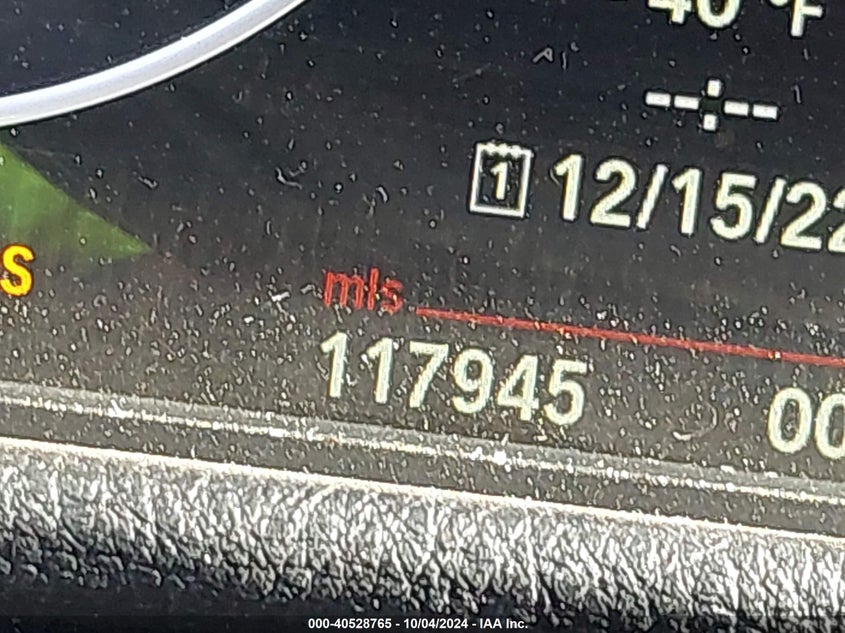 40 °F
--:--
1 12/15/22
S
mls
117945 00
000-40528765 - 10/04/2024 - IAA Inc.